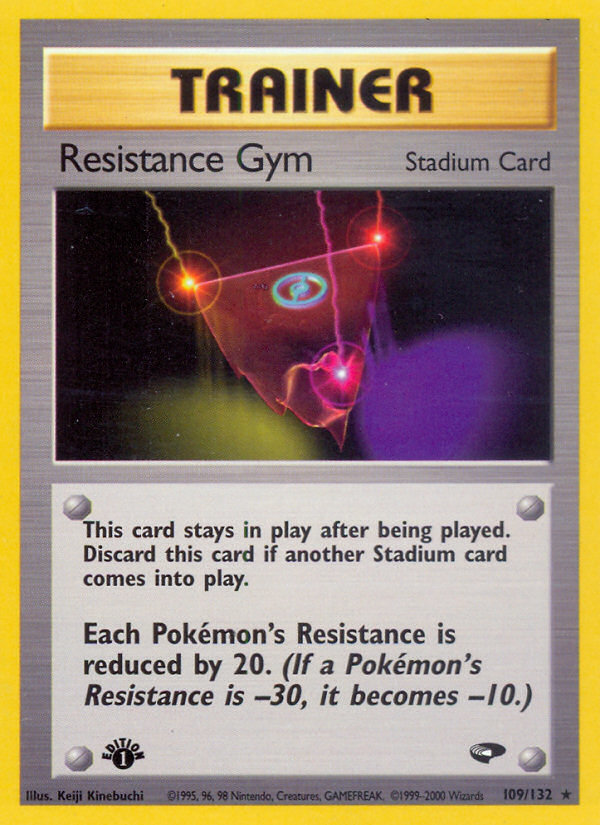 TRAINER
Resistance Gym Stadium Card
This card stays in play after being played.
Discard this card if another Stadium card
comes into play.
Each Pokémon's Resistance is
reduced by 20. (If a Pokémon's
Resistance is –30, it becomes –10.)
EDITION
1
Illus. Keiji Kinebuchi ©1995, 96, 98 Nintendo, Creatures, GAMEFREAK. ©1999–2000 Wizards 109/132 ★